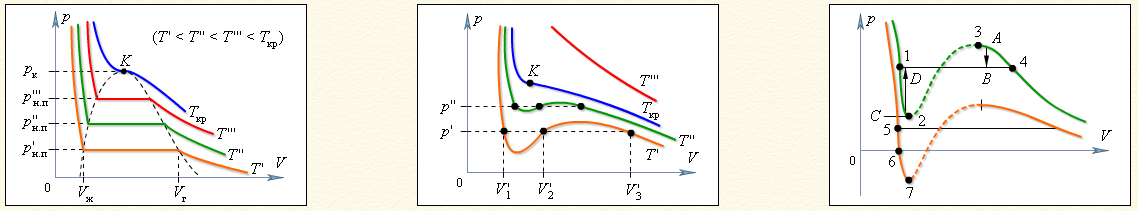 p
(T' < T'' < T''' < Tкр)
K
pк
p'''н.п
p''н.п
p'н.п
Tкр
T'''
T''
T'
V
0
Vж
Vг
p
K
T'''
p''
Tкр
p'
T''
T'
V
0
V'1
V'2
V'3
p
3
A
1
4
D
B
C
2
5
V
0
6
7